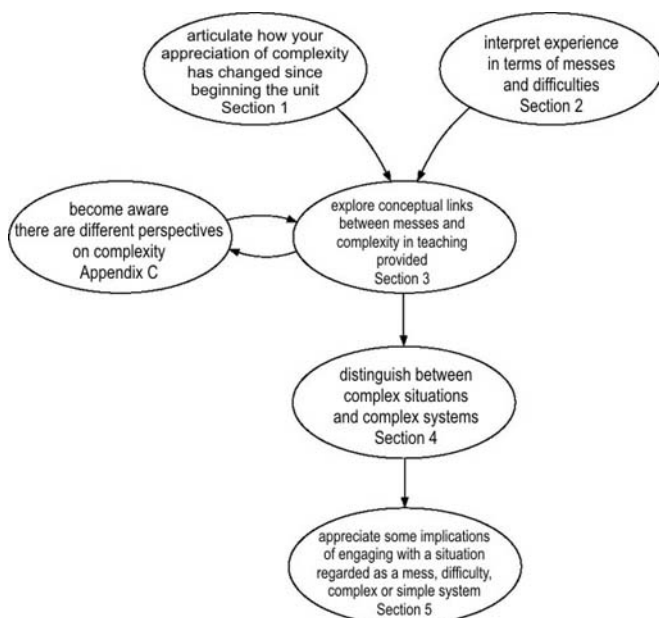 articulate how your
appreciation of complexity
has changed since
beginning the unit
Section 1
interpret experience
in terms of messes
and difficulties
Section 2
become aware
there are different perspectives
on complexity
Appendix C
explore conceptual links
between messes and
complexity in teaching
provided
Section 3
distinguish between
complex situations
and complex systems
Section 4
appreciate some implications
of engaging with a situation
regarded as a mess, difficulty,
complex or simple system
Section 5